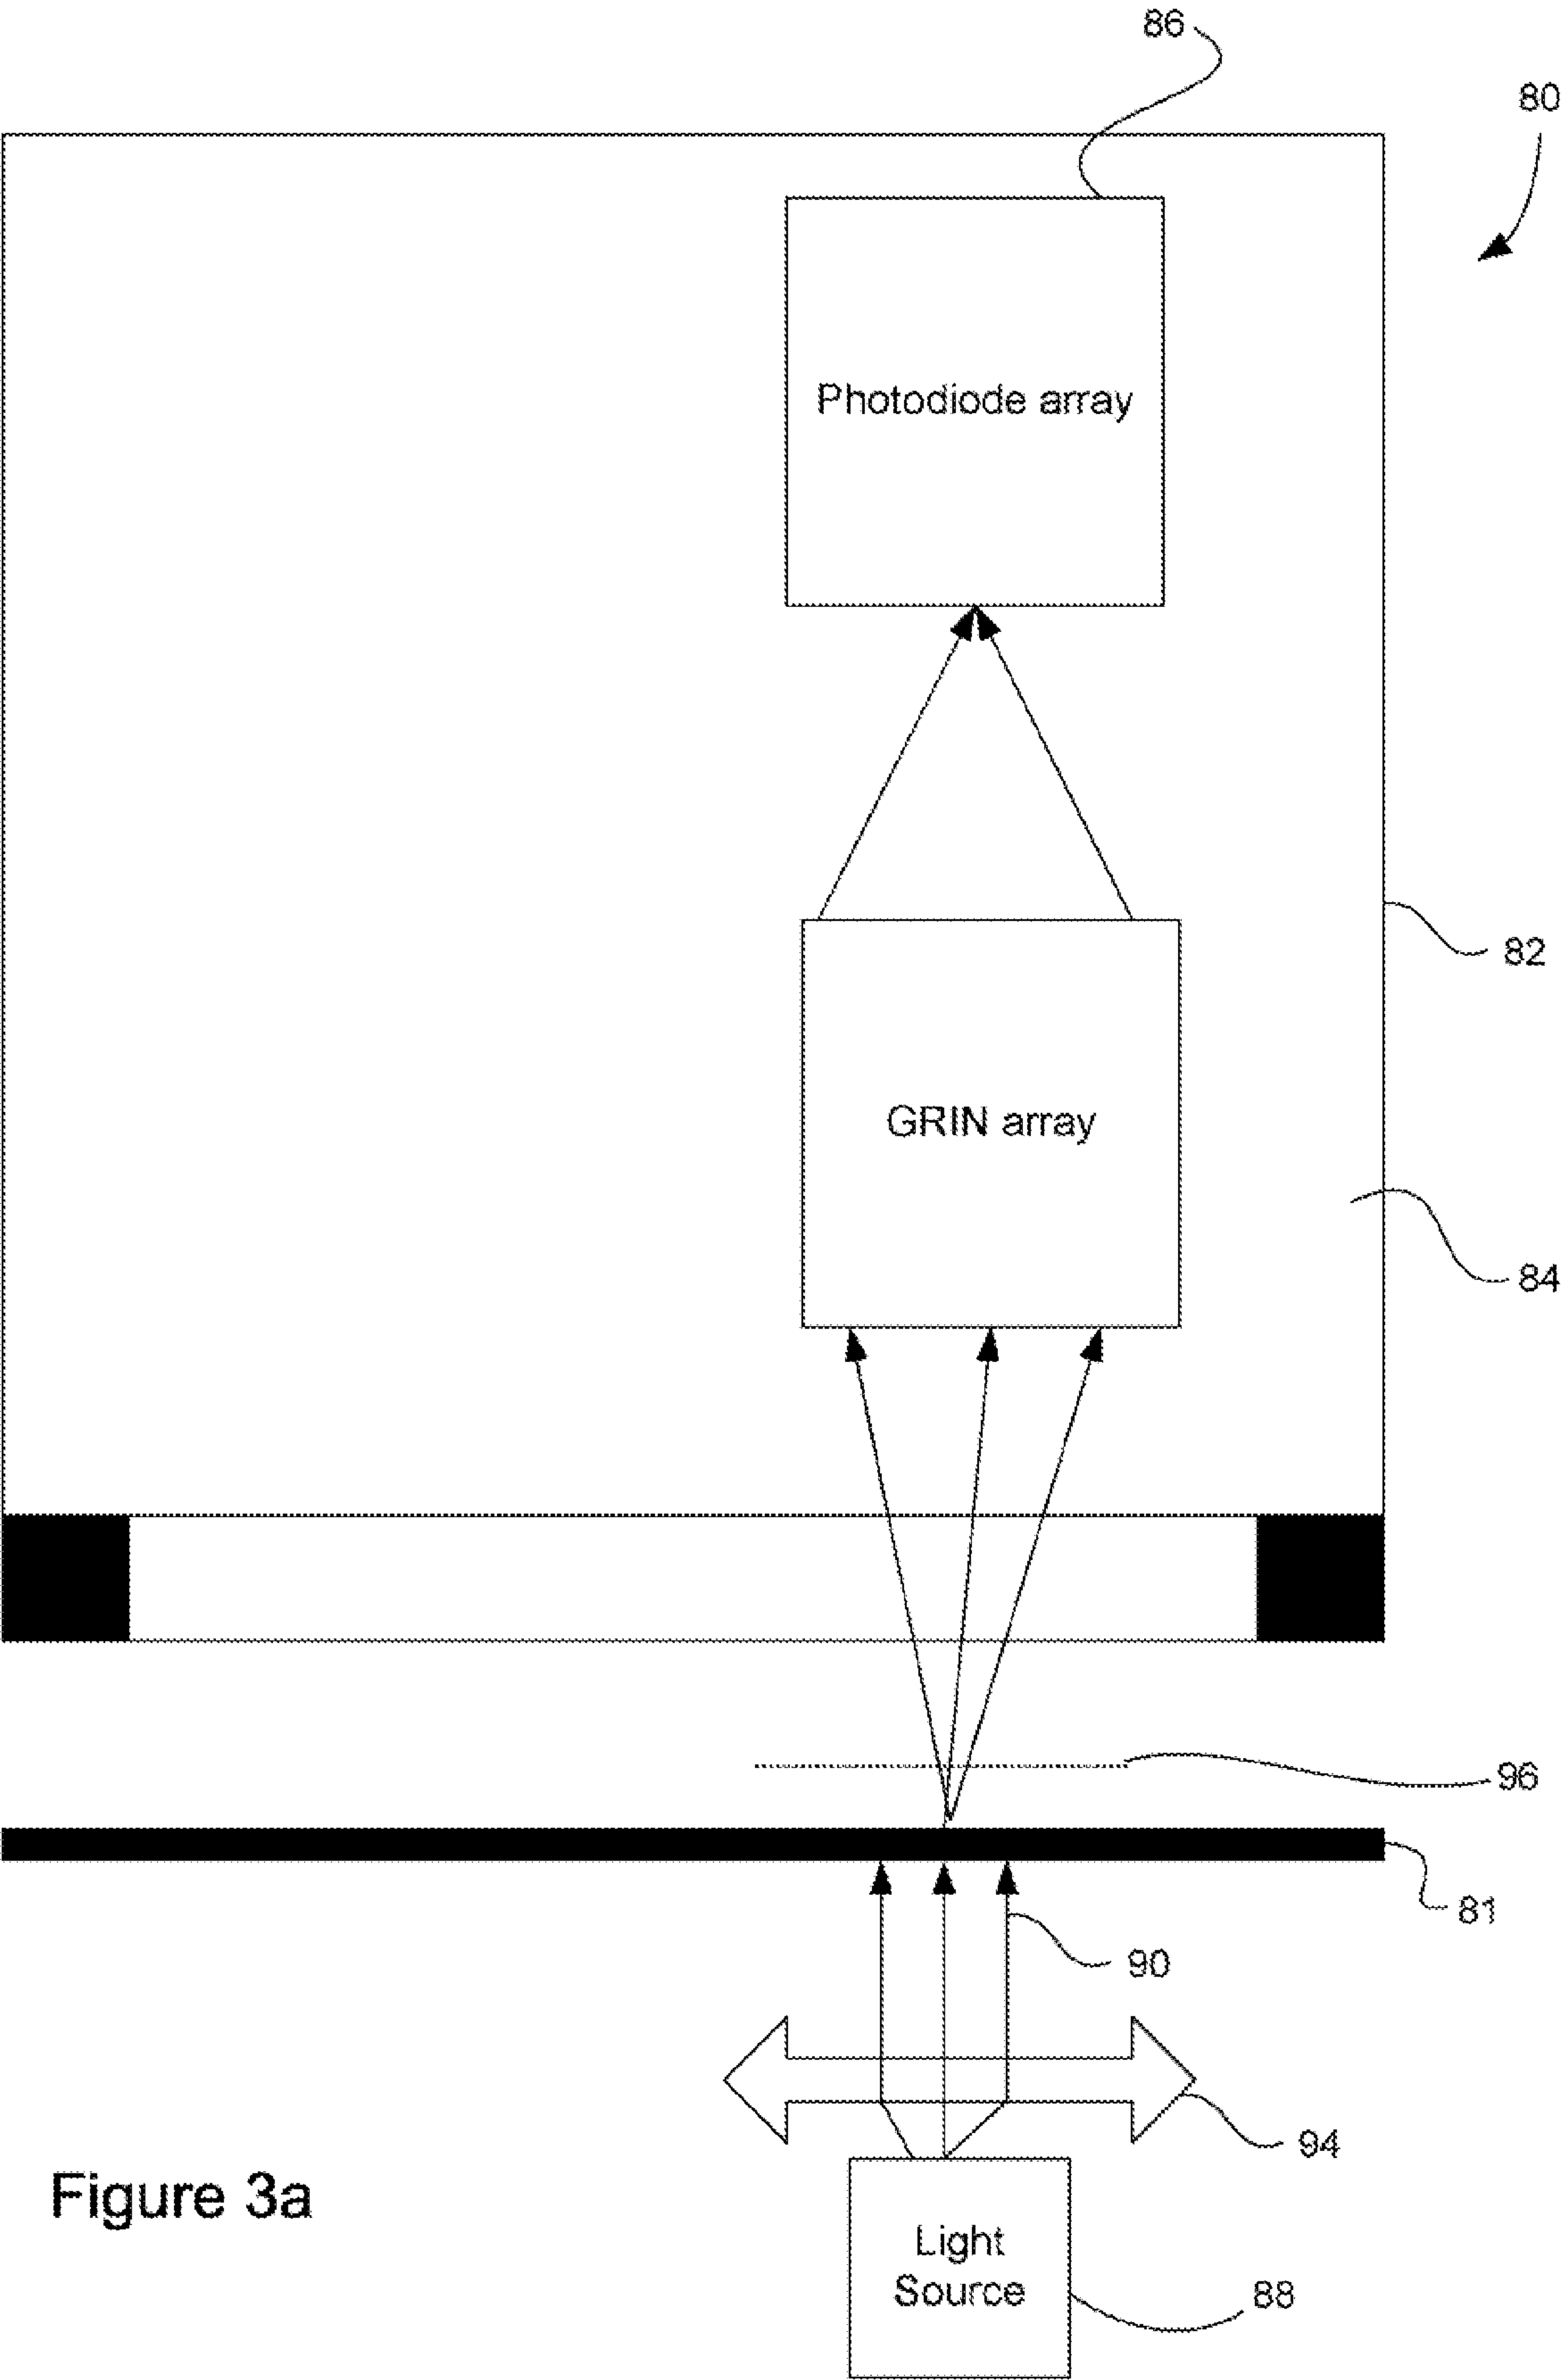 86
80
Photodiode array
82
GRIN array
84
96
81
90
94
Figure 3a
Light
Source
88